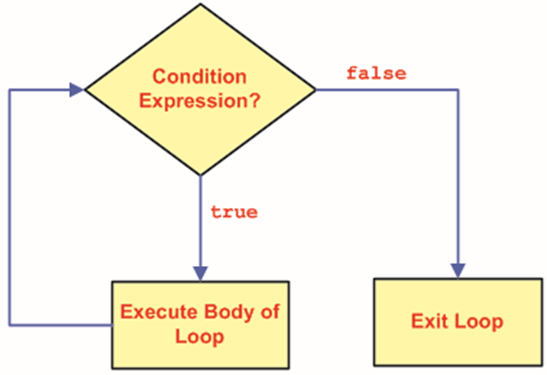 Condition
Expression?
false
true
Execute Body of
Loop
Exit Loop